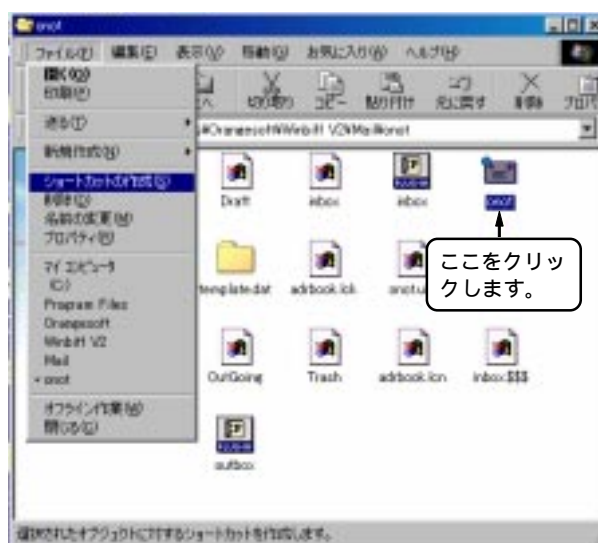 onot
ファイル(F) 編集(E) 表示(V) 移動(G) お気に入り(A) ヘルプ(H)
切り取り コピー 貼り付け 元に戻す 削除
開く(O)
印刷(P)
送る(T)
新規作成(N)
ショートカットの作成(S)
削除(D)
名前の変更(M)
プロパティ(R)
マイ コンピュータ
(C:)
Program Files
Orangesoft
Winbiff V2
Mail
onot
オフライン作業(W)
閉じる(C)
Draft inbox inbox onot
template.dat adrbook.lck
OutGoing Trash adrbook.icn inbox.$$$
outbox
ここをクリッ
クします。
選択されたオブジェクトに対するショートカットを作成します。